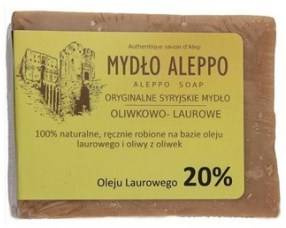 Authentique savon d'Alep
MYDŁO ALEPPO
ALEPPO SOAP
ORYGINALNE SYRYJSKIE MYDŁO
OLIWKOWO- LAUROWE
100% naturalne, ręcznie robione na bazie oleju
laurowego i oliwy z oliwek
Oleju Laurowego 20%